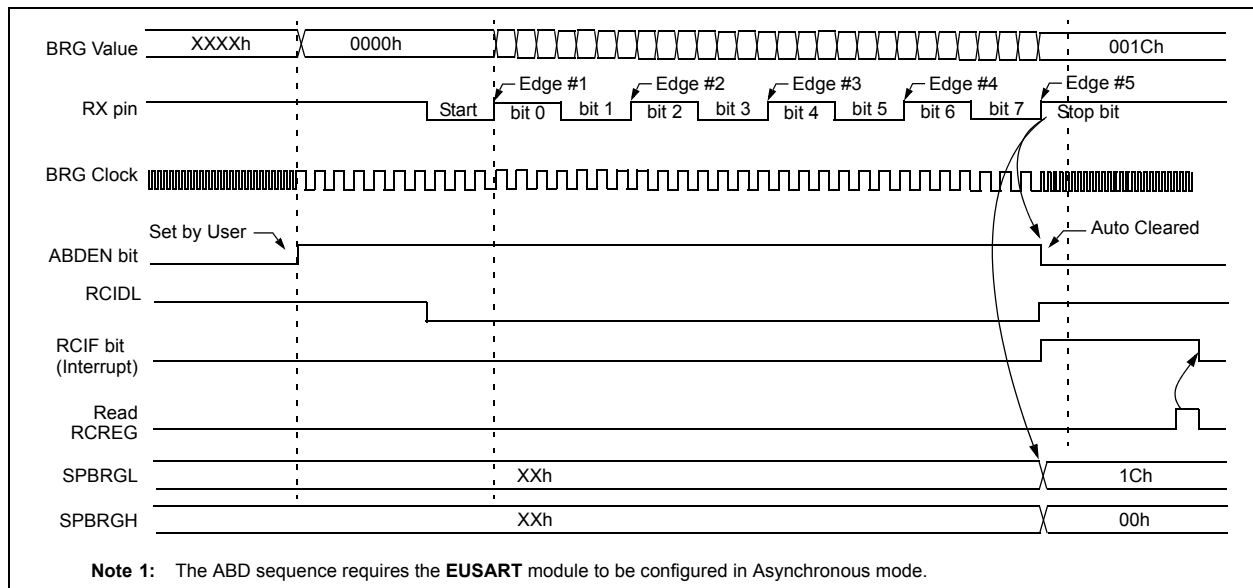 BRG Value XXXXh 0000h 001Ch
Edge #1 Edge #2 Edge #3 Edge #4 Edge #5
RX pin Start bit 0 bit 1 bit 2 bit 3 bit 4 bit 5 bit 6 bit 7 Stop bit
BRG Clock
Set by User Auto Cleared
ABDEN bit
RCIDL
RCIF bit
(Interrupt)
Read
RCREG
SPBRGL XXh 1Ch
SPBRGH XXh 00h
Note 1: The ABD sequence requires the EUSART module to be configured in Asynchronous mode.